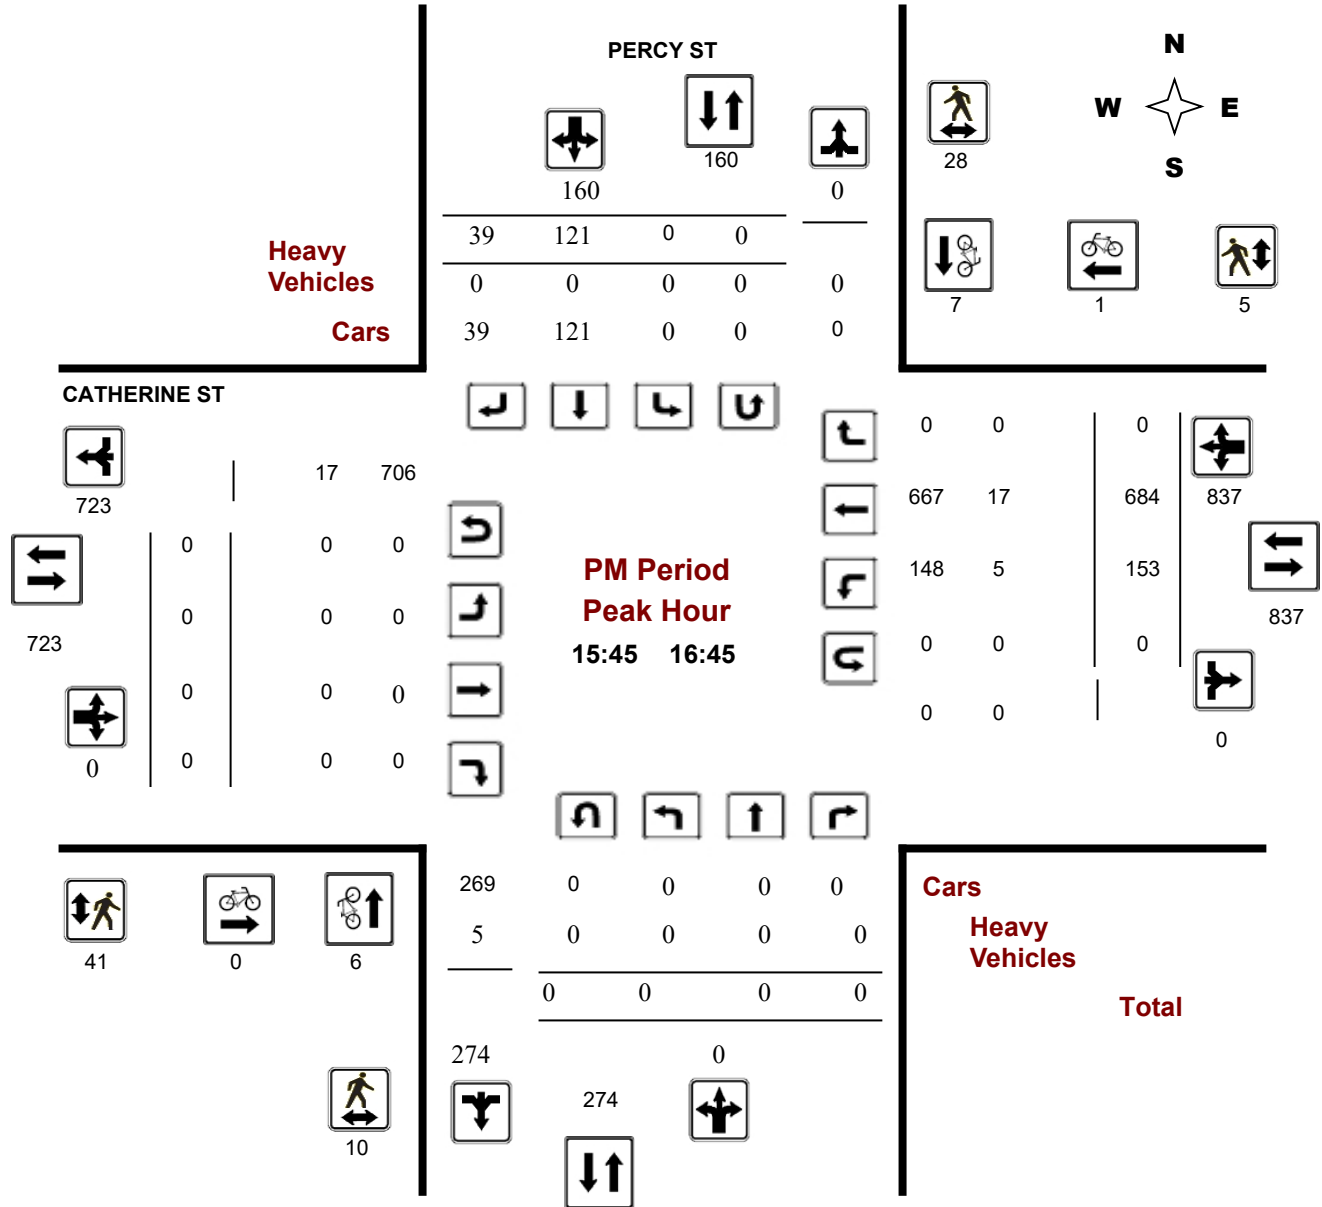 PERCY ST
N
W E
S
160
28
160 0
39 121 0 0
Heavy
Vehicles
0 0 0 0 0
7 1 5
Cars
39 121 0 0 0
CATHERINE ST
0 0 0
17 706
723
667 17 684 837
0 0 0
PM Period
148 5 153
Peak Hour
0 0 0
837
723
15:45 16:45
0 0 0
0 0 0
0 0
0
0
0 0 0
269 0 0 0 0
Cars
5 0 0 0 0
Heavy
Vehicles
41 0 6
0 0 0 0
Total
274 0
274
10